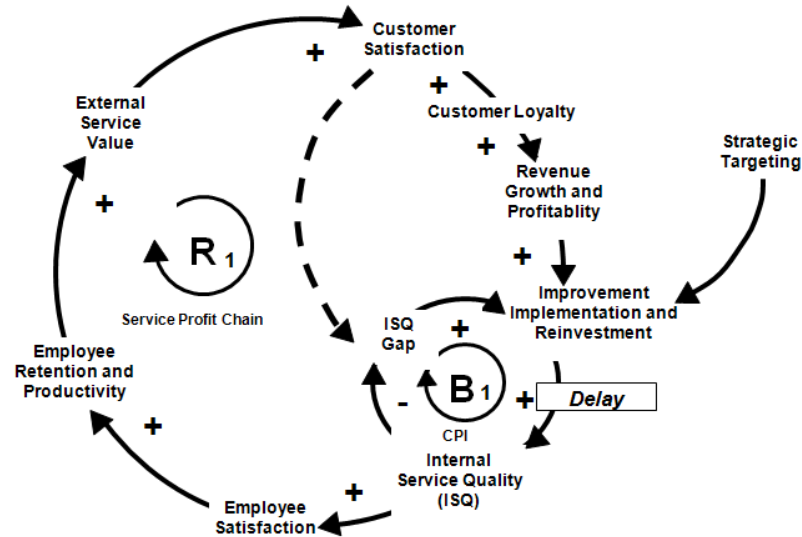 Customer
Satisfaction
+
+
External
Service
Value
Customer Loyalty
+
Strategic
Targeting
Revenue
Growth and
Profitablity
+
R 1
+
Service Profit Chain
Improvement
Implementation and
Reinvestment
ISQ
Gap
+
Employee
Retention and
Productivity
B 1
-
+
Delay
+
CPI
Internal
Service Quality
(ISQ)
+
Employee
Satisfaction